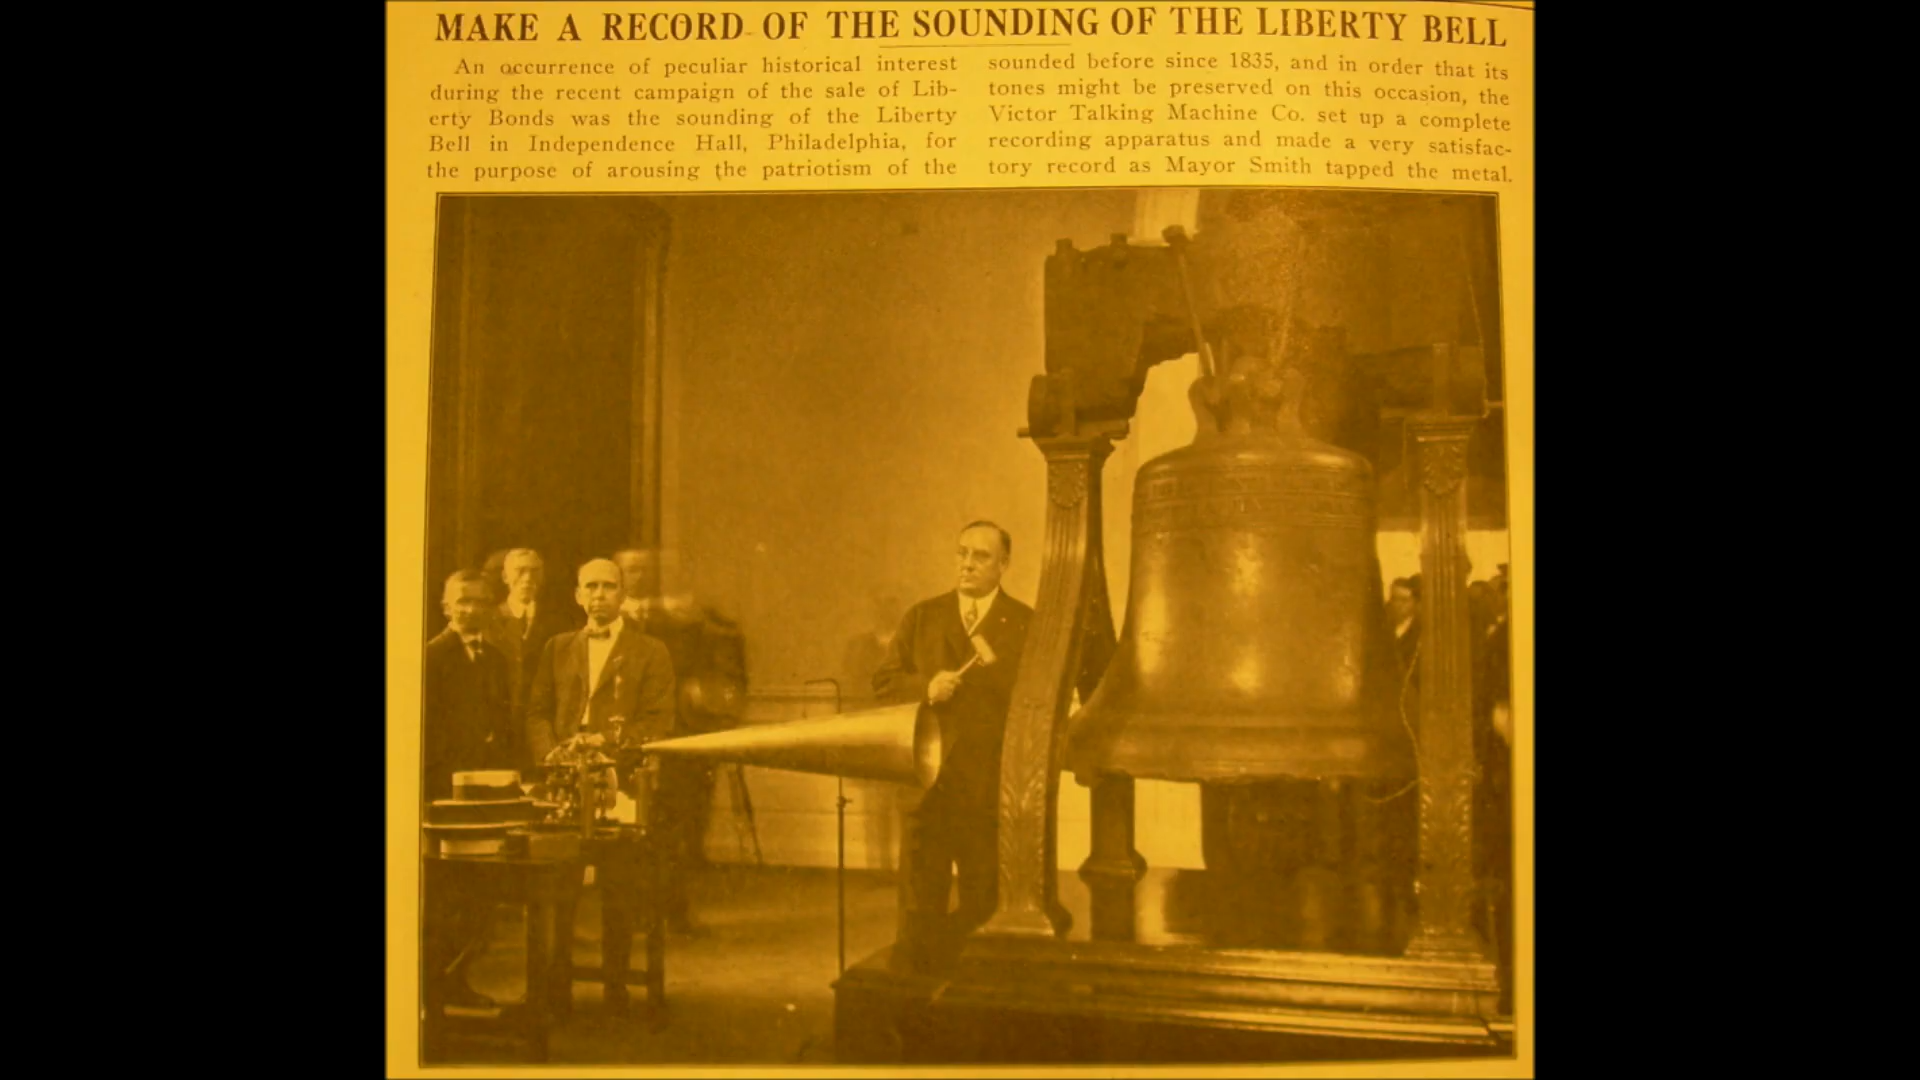 MAKE A RECORD OF THE SOUNDING OF THE LIBERTY BELL
An occurrence of peculiar historical interest
during the recent campaign of the sale of Lib-
erty Bonds was the sounding of the Liberty
Bell in Independence Hall, Philadelphia, for
the purpose of arousing the patriotism of the
sounded before since 1835, and in order that its
tones might be preserved on this occasion, the
Victor Talking Machine Co. set up a complete
recording apparatus and made a very satisfac-
tory record as Mayor Smith tapped the metal.